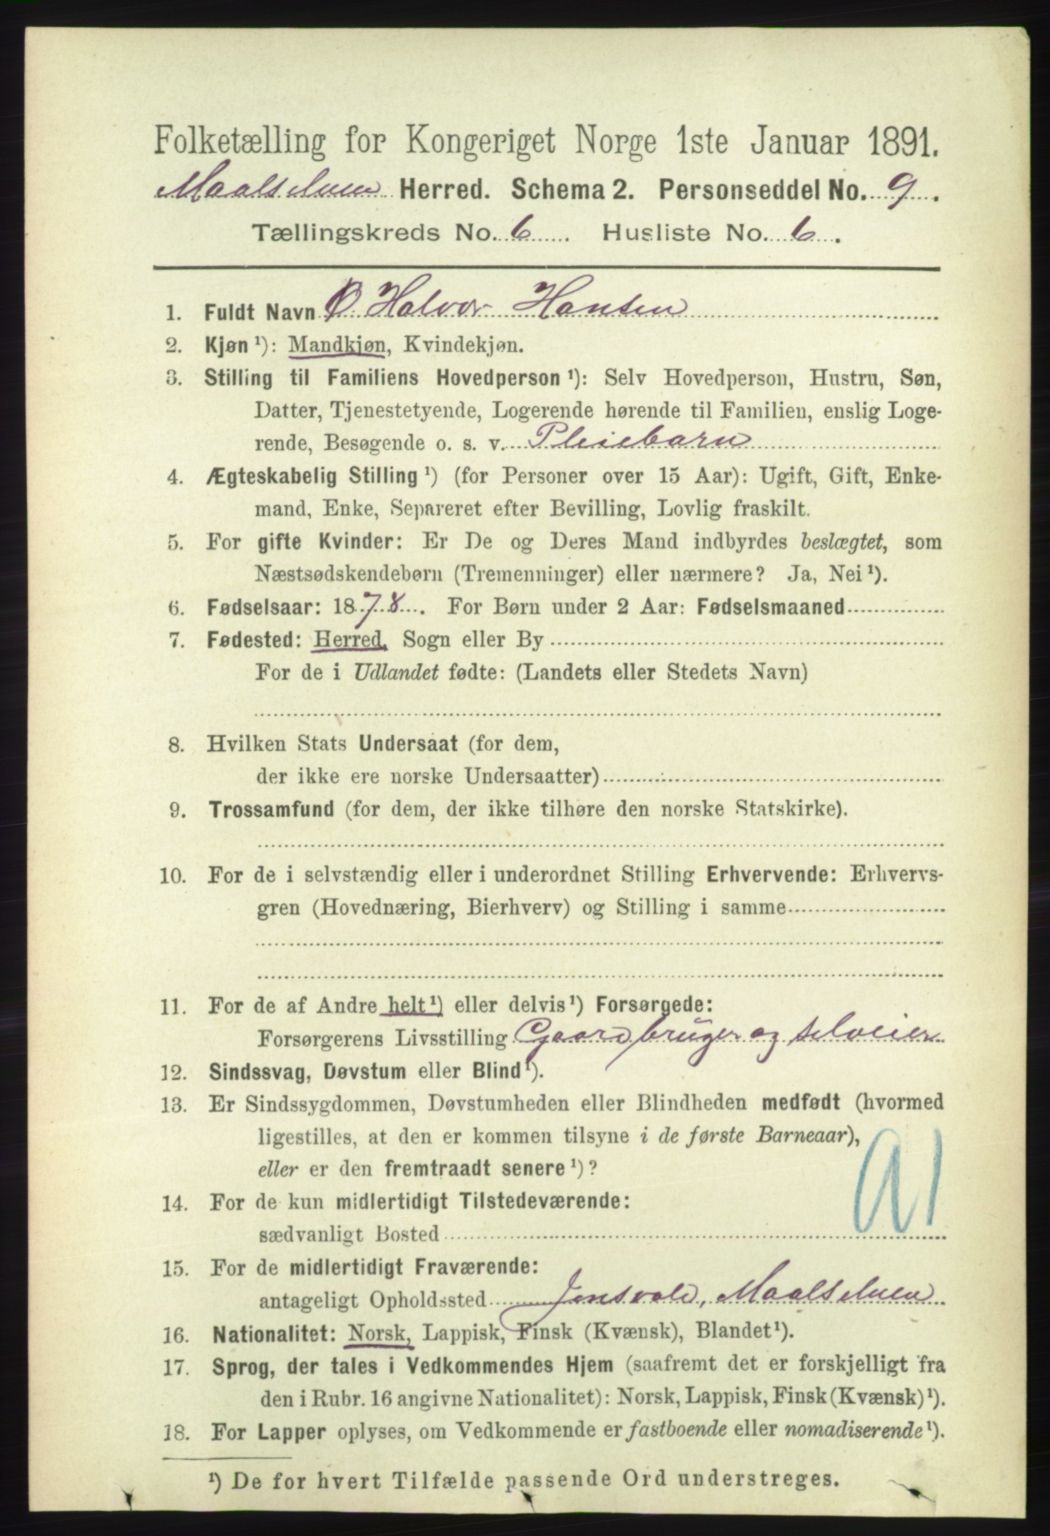 Folketælling for Kongeriget Norge 1ste Januar 1891.
Maalselven Herred. Schema 2. Personseddel No. 9.
Tællingskreds No. 6. Husliste No. 6.
1. Fuldt Navn Halvor Hansen
2. Kjøn ¹): Mandkjøn, Kvindekjøn.
3. Stilling til Familiens Hovedperson ¹): Selv Hovedperson, Hustru, Søn,
Datter, Tjenestetyende, Logerende hørende til Familien, enslig Loge-
rende, Besøgende o. s. v. Pleiebarn
4. Ægteskabelig Stilling ¹) (for Personer over 15 Aar): Ugift, Gift, Enke-
mand, Enke, Separeret efter Bevilling, Lovlig fraskilt.
5. For gifte Kvinder: Er De og Deres Mand indbyrdes beslægtet, som
Næstsødskendebørn (Tremenninger) eller nærmere? Ja, Nei ¹).
6. Fødselsaar: 1878. For Børn under 2 Aar: Fødselsmaaned
7. Fødested: Herred, Sogn eller By
For de i Udlandet fødte: (Landets eller Stedets Navn)
8. Hvilken Stats Undersaat (for dem,
der ikke ere norske Undersaatter)
9. Trossamfund (for dem, der ikke tilhøre den norske Statskirke).
10. For de i selvstændig eller i underordnet Stilling Erhvervende: Erhvervs-
gren (Hovednæring, Bierhverv) og Stilling i samme
11. For de af Andre helt ¹) eller delvis ¹) Forsørgede:
Forsørgerens Livsstilling Gaardbruger og selveier
12. Sindssvag, Døvstum eller Blind ¹).
13. Er Sindssygdommen, Døvstumheden eller Blindheden medfødt (hvormed
ligestilles, at den er kommen tilsyne i de første Barneaar),
eller er den fremtraadt senere ¹)?
91
14. For de kun midlertidigt Tilstedeværende:
sædvanligt Bosted
15. For de midlertidigt Fraværende:
antageligt Opholdssted Jensvold, Maalselven
16. Nationalitet: Norsk, Lappisk, Finsk (Kvænsk), Blandet ¹).
17. Sprog, der tales i Vedkommendes Hjem (saafremt det er forskjelligt fra
den i Rubr. 16 angivne Nationalitet): Norsk, Lappisk, Finsk (Kvænsk) ¹).
18. For Lapper oplyses, om Vedkommende er fastboende eller nomadiserende ¹).
¹) De for hvert Tilfælde passende Ord understreges.